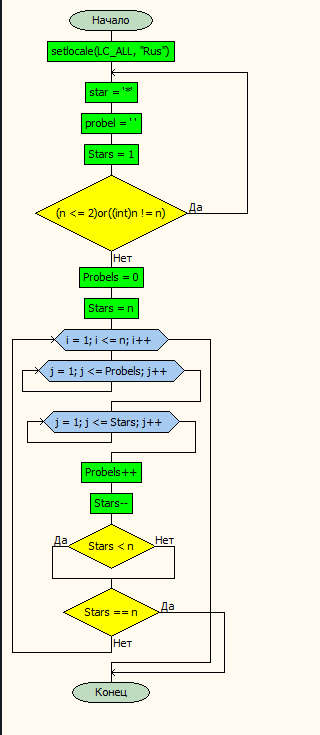 Начало
setlocale(LC_ALL, "Rus")
star = '*'
probel = ' '
Stars = 1
(n <= 2)or((int)n != n)
Да
Нет
Probels = 0
Stars = n
i = 1; i <= n; i++
j = 1; j <= Probels; j++
j = 1; j <= Stars; j++
Probels++
Stars--
Да
Stars < n
Нет
Stars == n
Да
Нет
Конец